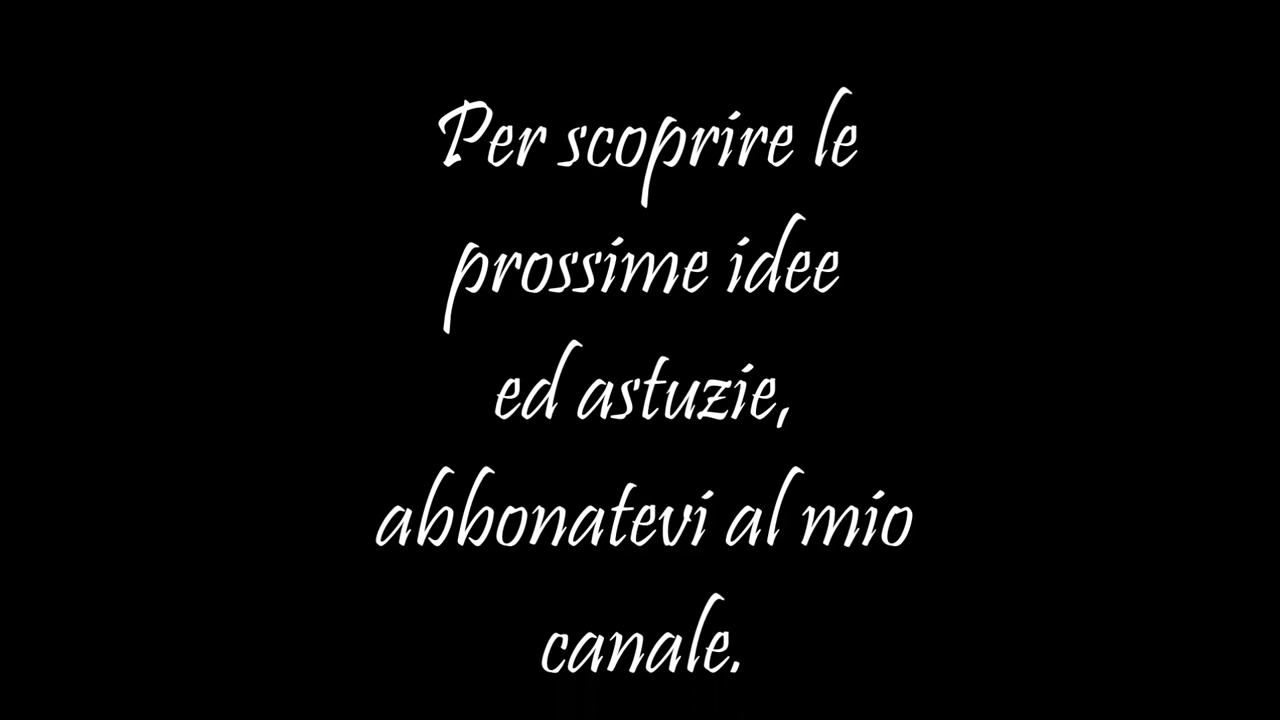 Per scoprire le
prossime idee
ed astuzie,
abbonatevi al mio
canale.